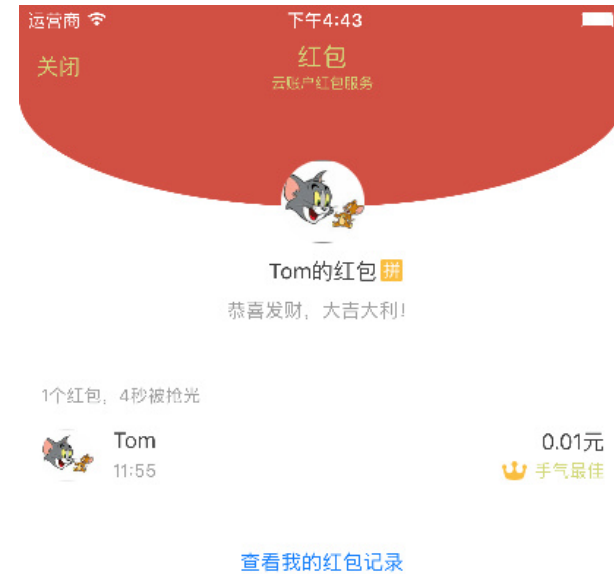 运营商 下午4:43
关闭 红包
云账户红包服务
Tom的红包 拼
恭喜发财，大吉大利!
1个红包，4秒被抢光
Tom 0.01元
11:55 手气最佳
查看我的红包记录